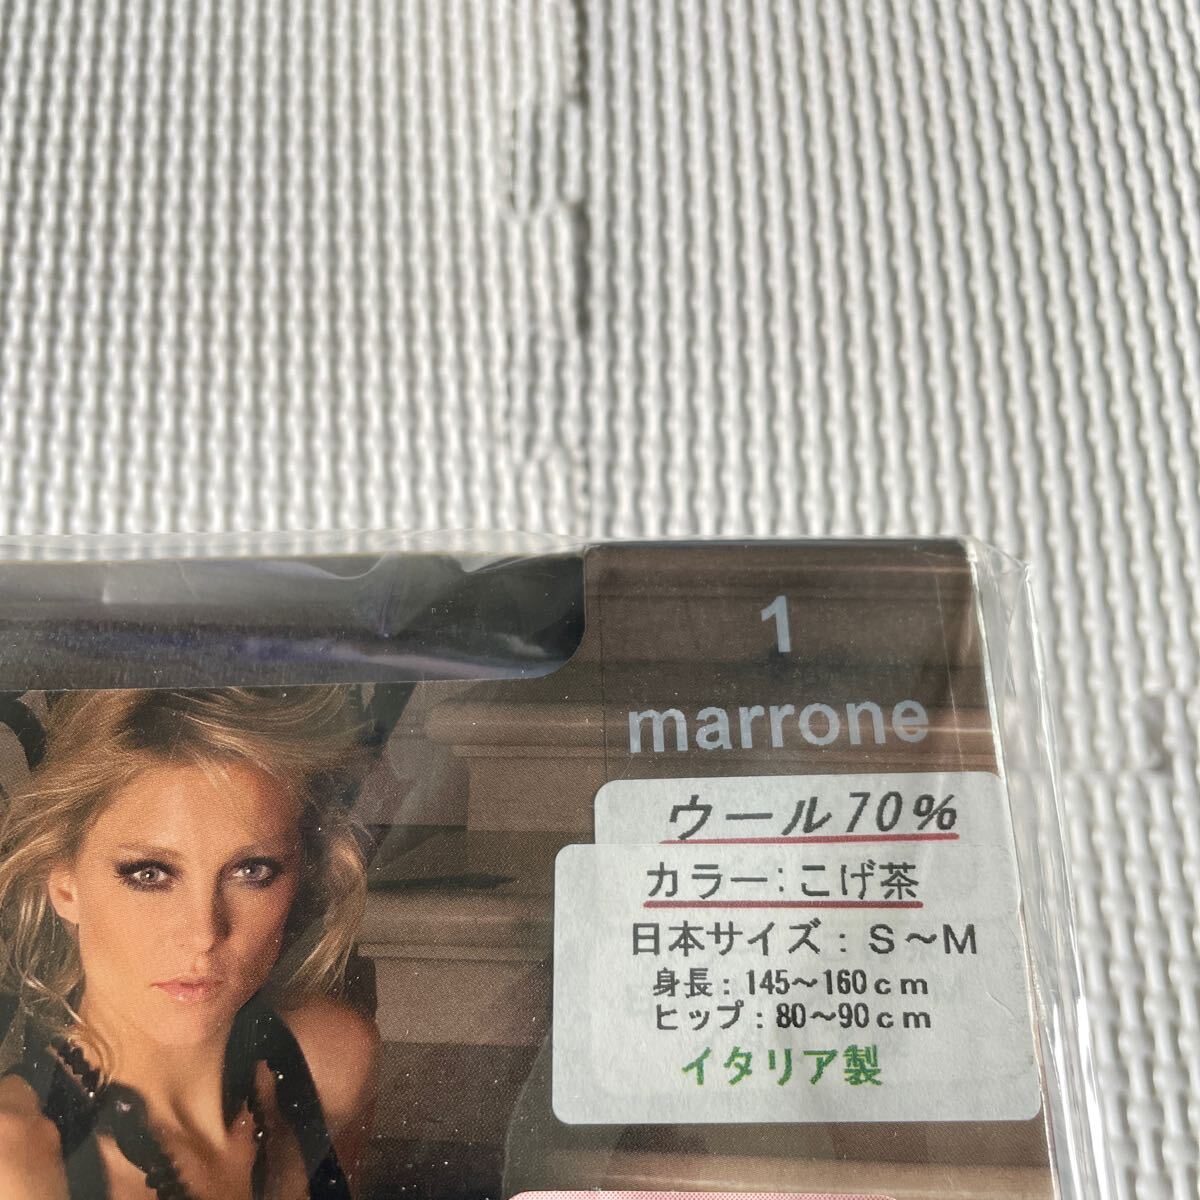 1
marrone
ウール70%
カラー:こげ茶
日本サイズ:S～M
身長:145～160cm
ヒップ:80～90cm
イタリア製